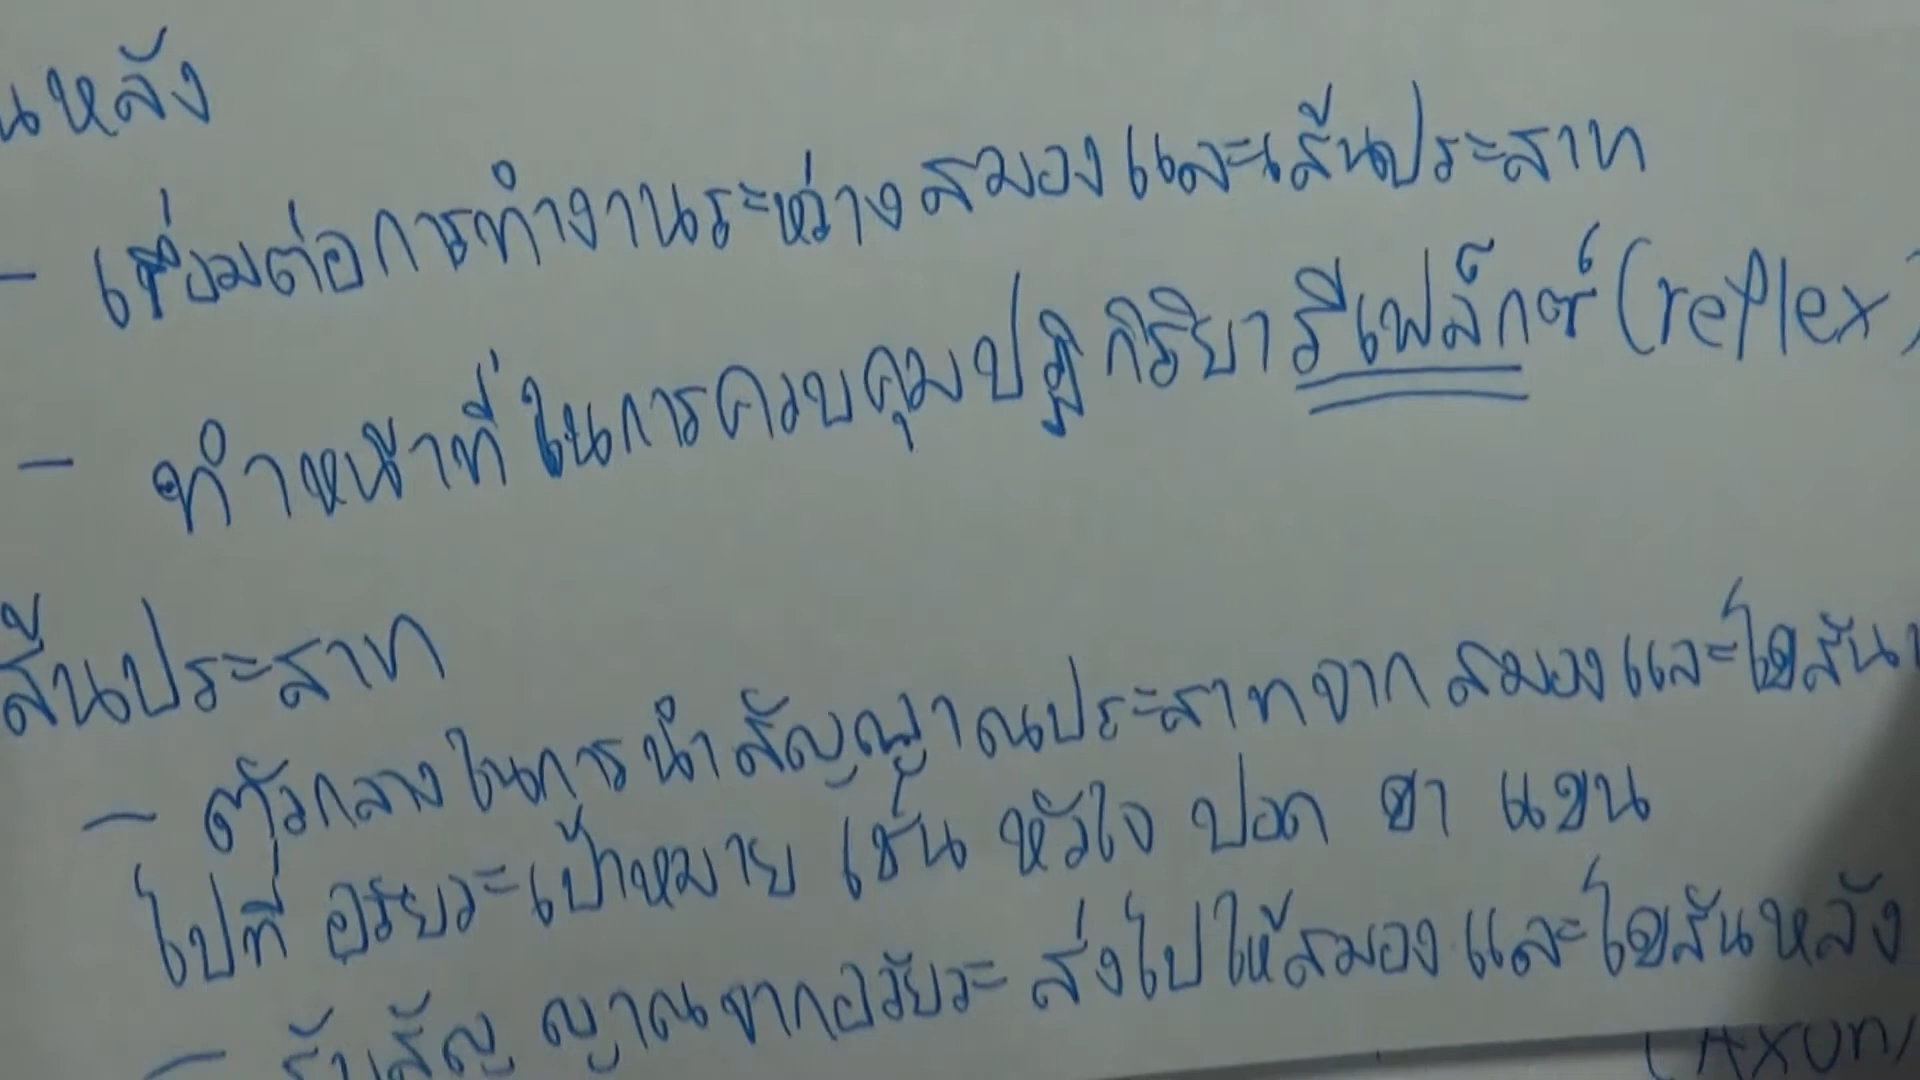 นหลัง
- เชื่อมต่อการทำงานระหว่างสมองและเส้นประสาท
- ทำหน้าที่ในการควบคุมปฏิกิริยารีเฟล็กซ์ (reflex)
ส้นประสาท
- ตัวกลางในการนำสัญญาณประสาทจากสมองและไขสันห
ไปที่ อวัยวะเป้าหมาย เช่น หัวใจ ปอด ขา แขน
- รับสัญญาณจากอวัยวะ ส่งไปให้สมองและไขสันหลัง
(Axon)